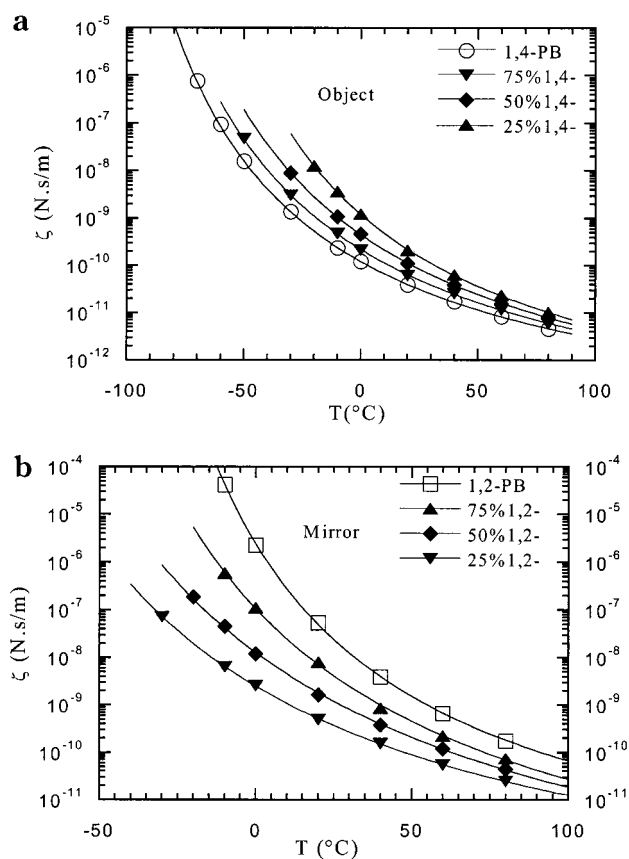 a
10⁻⁵
10⁻⁶
10⁻⁷
10⁻⁸
10⁻⁹
10⁻¹⁰
10⁻¹¹
10⁻¹²
ζ (N.s/m)
Object
1,4-PB
75%1,4-
50%1,4-
25%1,4-
-100 -50 0 50 100
T(°C)
b
10⁻⁴ 10⁻⁴
10⁻⁵ 10⁻⁵
10⁻⁶ 10⁻⁶
10⁻⁷ 10⁻⁷
10⁻⁸ 10⁻⁸
10⁻⁹ 10⁻⁹
10⁻¹⁰ 10⁻¹⁰
10⁻¹¹ 10⁻¹¹
ζ (N.s/m)
Mirror
1,2-PB
75%1,2-
50%1,2-
25%1,2-
-50 0 50 100
T (°C)